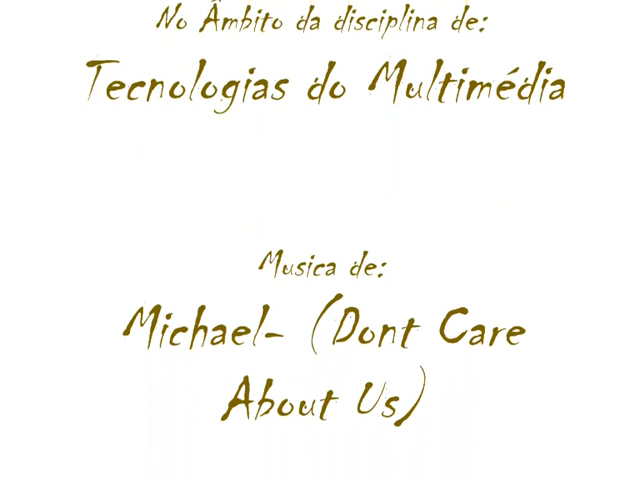 No Âmbito da disciplina de:
Tecnologias do Multimédia
Musica de:
Michael- (Dont Care
About Us)